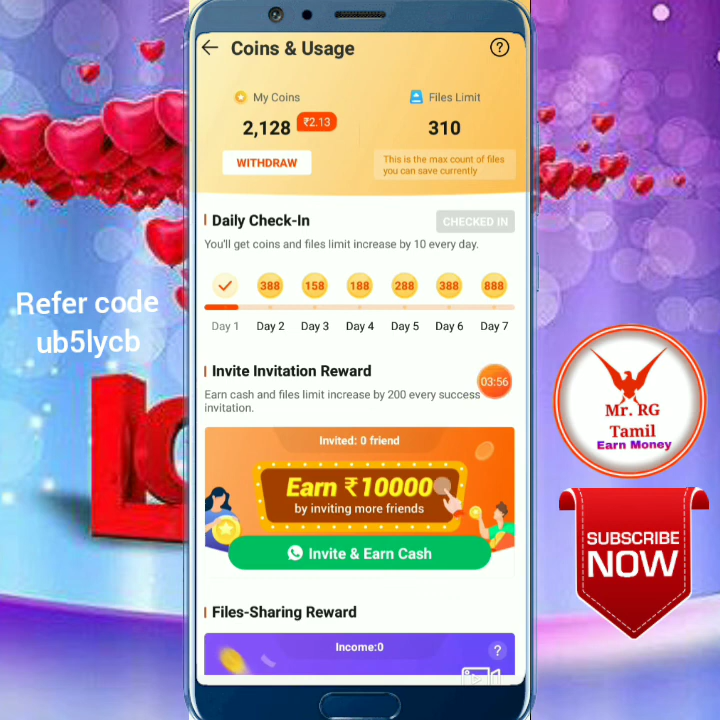 Coins & Usage
?
My Coins
Files Limit
2,128
₹2.13
310
WITHDRAW
This is the max count of files
you can save currently
Daily Check-In
CHECKED IN
You'll get coins and files limit increase by 10 every day.
388 158 188 288 388 888
Day 1 Day 2 Day 3 Day 4 Day 5 Day 6 Day 7
Invite Invitation Reward
03:56
Earn cash and files limit increase by 200 every success
invitation.
Invited: 0 friend
Earn ₹10000
by inviting more friends
Invite & Earn Cash
Files-Sharing Reward
Income:0
?
Refer code
ub5lycb
Mr. RG
Tamil
Earn Money
SUBSCRIBE
NOW